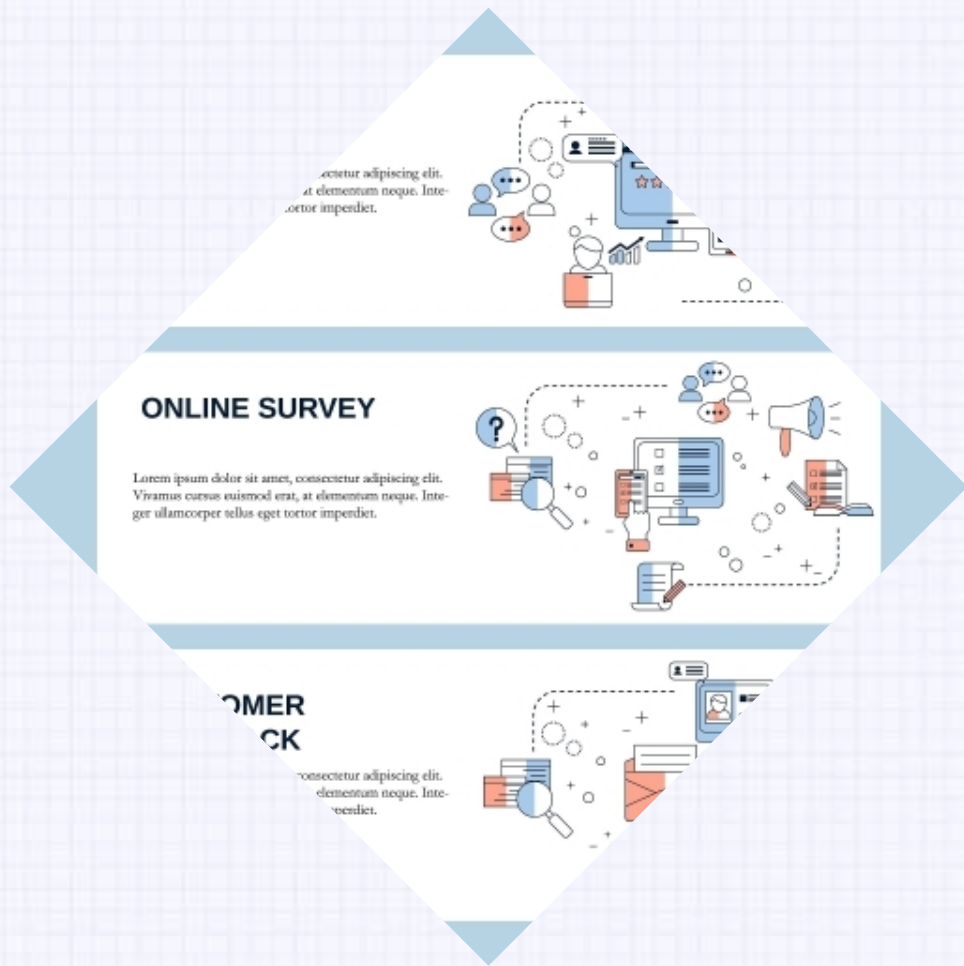 adipiscing elit.
at elementum neque. Inte-
tortor imperdiet.
ONLINE SURVEY
Lorem ipsum dolor sit amet, consectetur adipiscing elit.
Vivamus cursus euismod erat, at elementum neque. Inte-
ger ullamcorper tellus eget tortor imperdiet.
?
OMER
CK
consectetur adipiscing elit.
elementum neque. Inte-